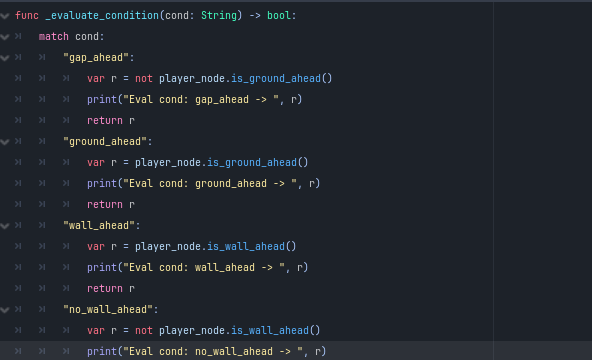 func _evaluate_condition(cond: String) -> bool:
match cond:
"gap_ahead":
var r = not player_node.is_ground_ahead()
print("Eval cond: gap_ahead -> ", r)
return r
"ground_ahead":
var r = player_node.is_ground_ahead()
print("Eval cond: ground_ahead -> ", r)
return r
"wall_ahead":
var r = player_node.is_wall_ahead()
print("Eval cond: wall_ahead -> ", r)
return r
"no_wall_ahead":
var r = not player_node.is_wall_ahead()
print("Eval cond: no_wall_ahead -> ", r)